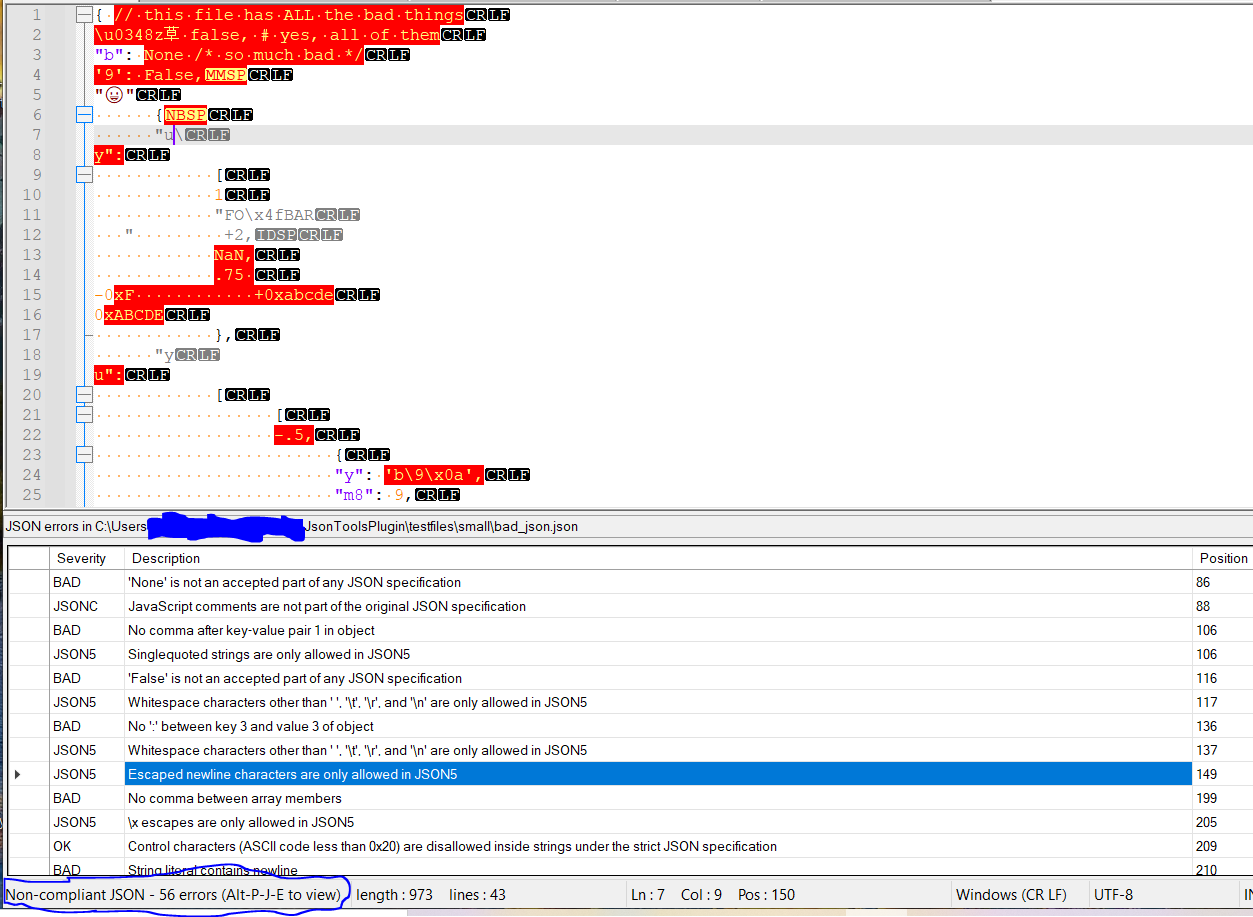 1 { // this file has ALL the bad thingsCRLF
2 \u0348z草 false, # yes, all of themCRLF
3 "b": None /* so much bad */CRLF
4 '9': False,MMSPCRLF
5 "😀"CRLF
6 {NBSPCRLF
7 "u\CRLF
8 y":CRLF
9 [CRLF
10 1CRLF
11 "FO\x4fBARCRLF
12 " +2,IDSPCRLF
13 NaN,CRLF
14 .75 CRLF
15 -0xF +0xabcdeCRLF
16 0xABCDECRLF
17 },CRLF
18 "yCRLF
19 u":CRLF
20 [CRLF
21 [CRLF
22 -.5,CRLF
23 {CRLF
24 "y": 'b\9\x0a',CRLF
25 "m8": 9,CRLF
JSON errors in C:\Users JsonToolsPlugin\testfiles\small\bad_json.json
Severity Description Position
BAD 'None' is not an accepted part of any JSON specification 86
JSONC JavaScript comments are not part of the original JSON specification 88
BAD No comma after key-value pair 1 in object 106
JSON5 Singlequoted strings are only allowed in JSON5 106
BAD 'False' is not an accepted part of any JSON specification 116
JSON5 Whitespace characters other than ' ', '\t', '\r', and '\n' are only allowed in JSON5 117
BAD No ':' between key 3 and value 3 of object 136
JSON5 Whitespace characters other than ' ', '\t', '\r', and '\n' are only allowed in JSON5 137
JSON5 Escaped newline characters are only allowed in JSON5 149
BAD No comma between array members 199
JSON5 \x escapes are only allowed in JSON5 205
OK Control characters (ASCII code less than 0x20) are disallowed inside strings under the strict JSON specification 209
BAD String literal contains newline 210
Non-compliant JSON - 56 errors (Alt-P-J-E to view) length : 973 lines : 43 Ln : 7 Col : 9 Pos : 150 Windows (CR LF) UTF-8